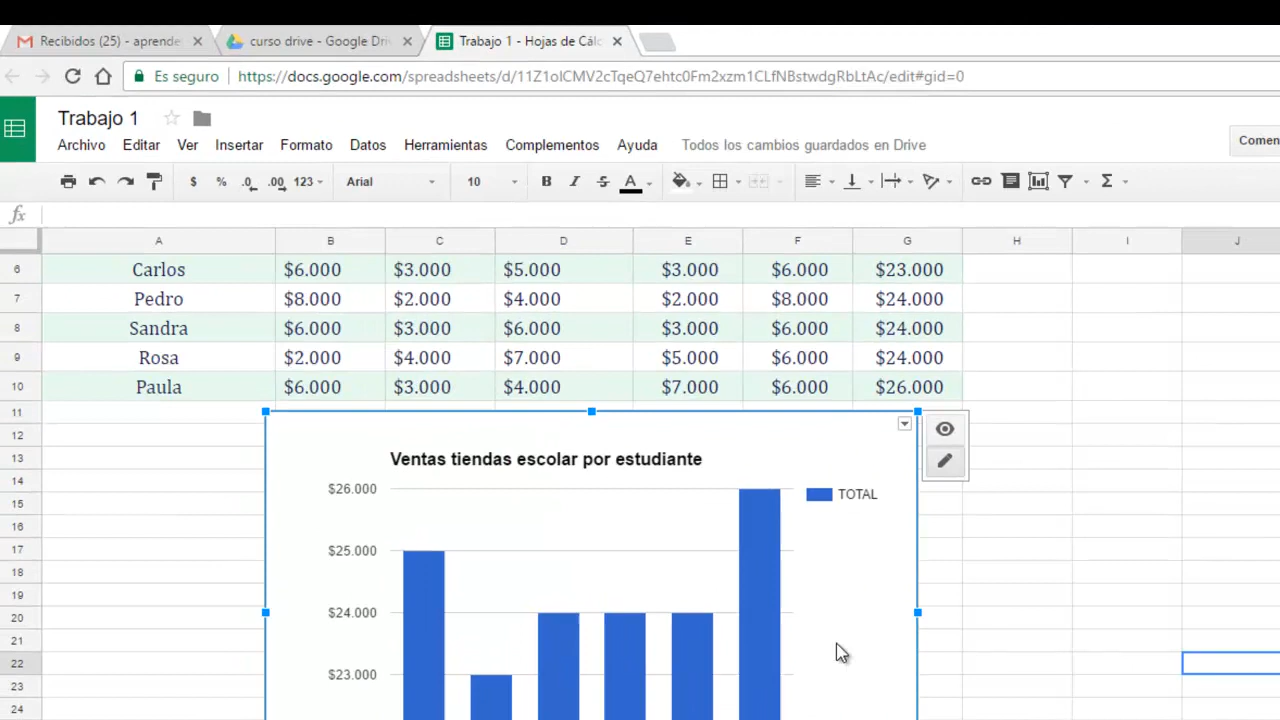 Recibidos (25) - aprende
curso drive - Google Dri
Trabajo 1 - Hojas de Cálc
Es seguro
https://docs.google.com/spreadsheets/d/11Z1oICMV2cTqeQ7ehtc0Fm2xzm1CLfNBstwdgRbLtAc/edit#gid=0
Trabajo 1
Archivo Editar Ver Insertar Formato Datos Herramientas Complementos Ayuda Todos los cambios guardados en Drive
Comen
$ % .0 .00 123 Arial 10 B I S A Σ
fx
A B C D E F G H I J
6 Carlos $6.000 $3.000 $5.000 $3.000 $6.000 $23.000
7 Pedro $8.000 $2.000 $4.000 $2.000 $8.000 $24.000
8 Sandra $6.000 $3.000 $6.000 $3.000 $6.000 $24.000
9 Rosa $2.000 $4.000 $7.000 $5.000 $6.000 $24.000
10 Paula $6.000 $3.000 $4.000 $7.000 $6.000 $26.000
11
12
13
14
15
16
17
18
19
20
21
22
23
24
Ventas tiendas escolar por estudiante
$26.000
TOTAL
$25.000
$24.000
$23.000